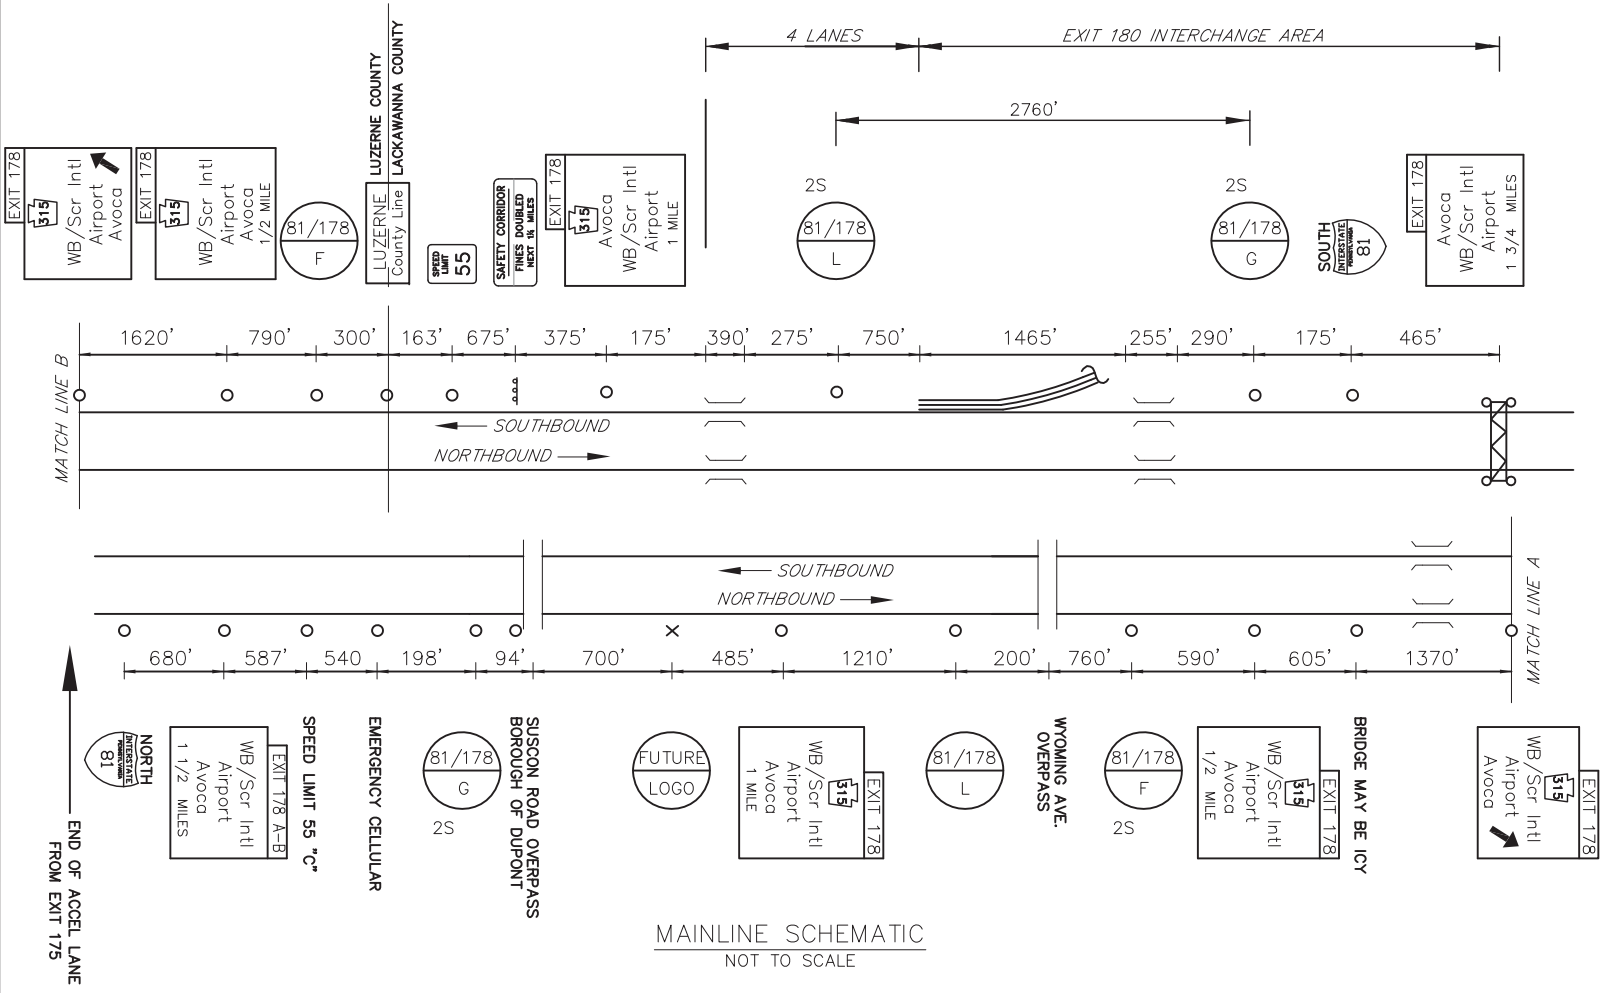 4 LANES
EXIT 180 INTERCHANGE AREA
2760'
LUZERNE COUNTY
LACKAWANNA COUNTY
EXIT 178
315
WB/Scr Intl
Airport
Avoca
EXIT 178
315
WB/Scr Intl
Airport
Avoca
1/2 MILE
81/178
F
LUZERNE
County Line
SPEED
LIMIT
55
SAFETY CORRIDOR
FINES DOUBLED
NEXT 1¾ MILES
EXIT 178
315
Avoca
WB/Scr Intl
Airport
1 MILE
2S
81/178
L
2S
81/178
G
SOUTH
INTERSTATE
PENNSYLVANIA
81
EXIT 178
Avoca
WB/Scr Intl
Airport
1 3/4 MILES
1620' 790' 300' 163' 675' 375' 175' 390' 275' 750' 1465' 255' 290' 175' 465'
MATCH LINE B
SOUTHBOUND
NORTHBOUND
SOUTHBOUND
NORTHBOUND
MATCH LINE A
680' 587' 540 198' 94' 700' 485' 1210' 200' 760' 590' 605' 1370'
END OF ACCEL LANE
FROM EXIT 175
NORTH
INTERSTATE
PENNSYLVANIA
81
EXIT 178 A-B
WB/Scr Intl
Airport
Avoca
1 1/2 MILES
SPEED LIMIT 55 "C"
EMERGENCY CELLULAR
81/178
G
2S
SUSCON ROAD OVERPASS
BOROUGH OF DUPONT
FUTURE
LOGO
EXIT 178
315
WB/Scr Intl
Airport
Avoca
1 MILE
81/178
L
WYOMING AVE.
OVERPASS
81/178
F
2S
EXIT 178
315
WB/Scr Intl
Airport
Avoca
1/2 MILE
BRIDGE MAY BE ICY
EXIT 178
315
WB/Scr Intl
Airport
Avoca
MAINLINE SCHEMATIC
NOT TO SCALE